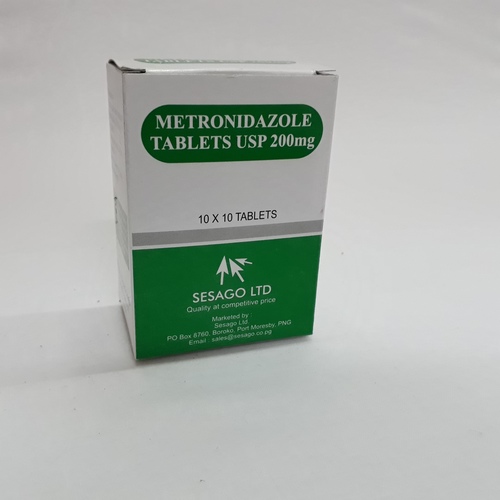 METRONIDAZOLE
TABLETS USP 200mg
10 X 10 TABLETS
SESAGO LTD
Quality at competitive price
Marketed by :
Sesago Ltd.
PO Box 6760, Boroko, Port Moresby, PNG
Email : sales@sesago.co.pg